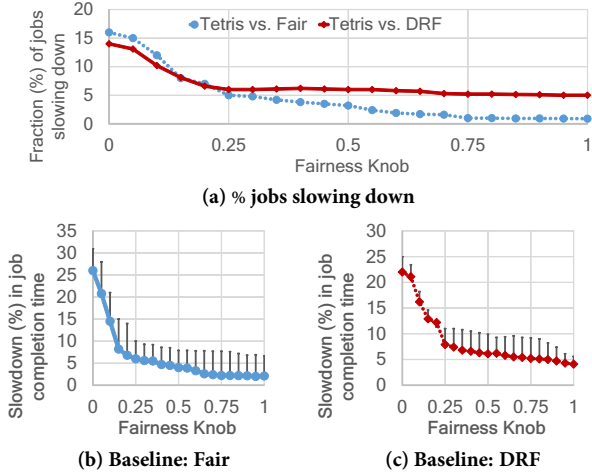 Tetris vs. Fair
Tetris vs. DRF
Fraction (%) of jobs
slowing down
20
15
10
5
0
0
0.25
0.5
0.75
1
Fairness Knob
(a) % jobs slowing down
Slowdown (%) in job
completion time
35
30
25
20
15
10
5
0
0
0.25
0.5
0.75
1
Fairness Knob
(b) Baseline: Fair
Slowdown (%) in job
completion time
30
25
20
15
10
5
0
0
0.25
0.5
0.75
1
Fairness Knob
(c) Baseline: DRF